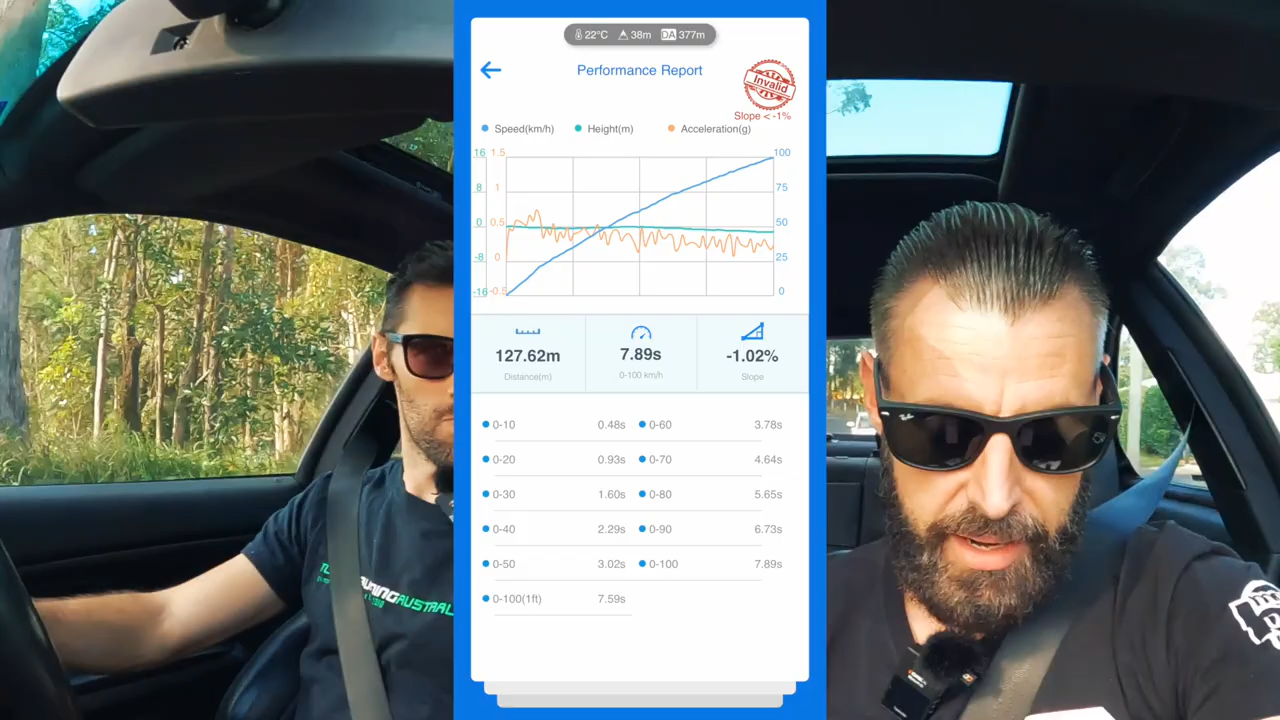 22°C 38m DA 377m
Performance Report
Invalid
Slope < -1%
Speed(km/h) Height(m) Acceleration(g)
16 1.5 100
8 1 75
0 0.5 50
-8 0 25
-16 -0.5 0
127.62m 7.89s -1.02%
Distance(m) 0-100 km/h Slope
0-10 0.48s 0-60 3.78s
0-20 0.93s 0-70 4.64s
0-30 1.60s 0-80 5.65s
0-40 2.29s 0-90 6.73s
0-50 3.02s 0-100 7.89s
0-100(1ft) 7.59s
Ray-Ban